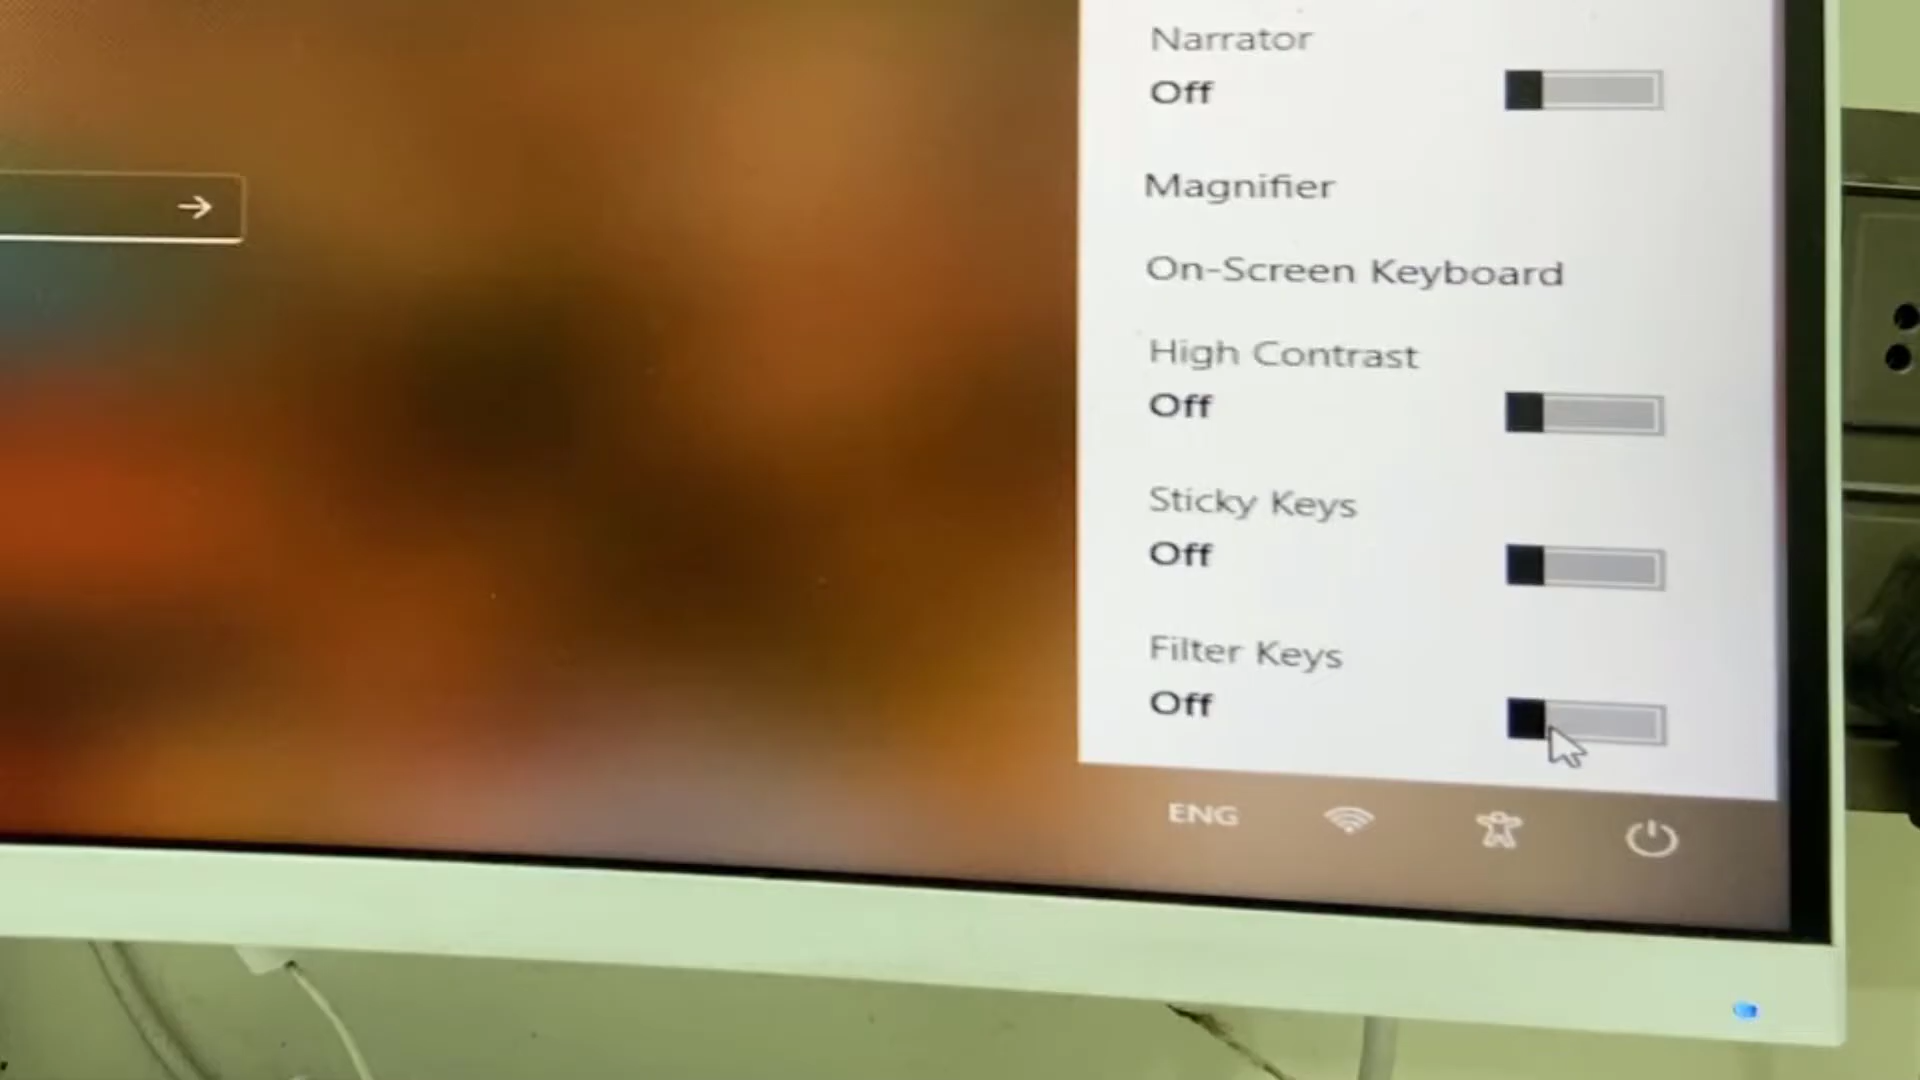 Narrator
Off
Magnifier
On-Screen Keyboard
High Contrast
Off
Sticky Keys
Off
Filter Keys
Off
ENG